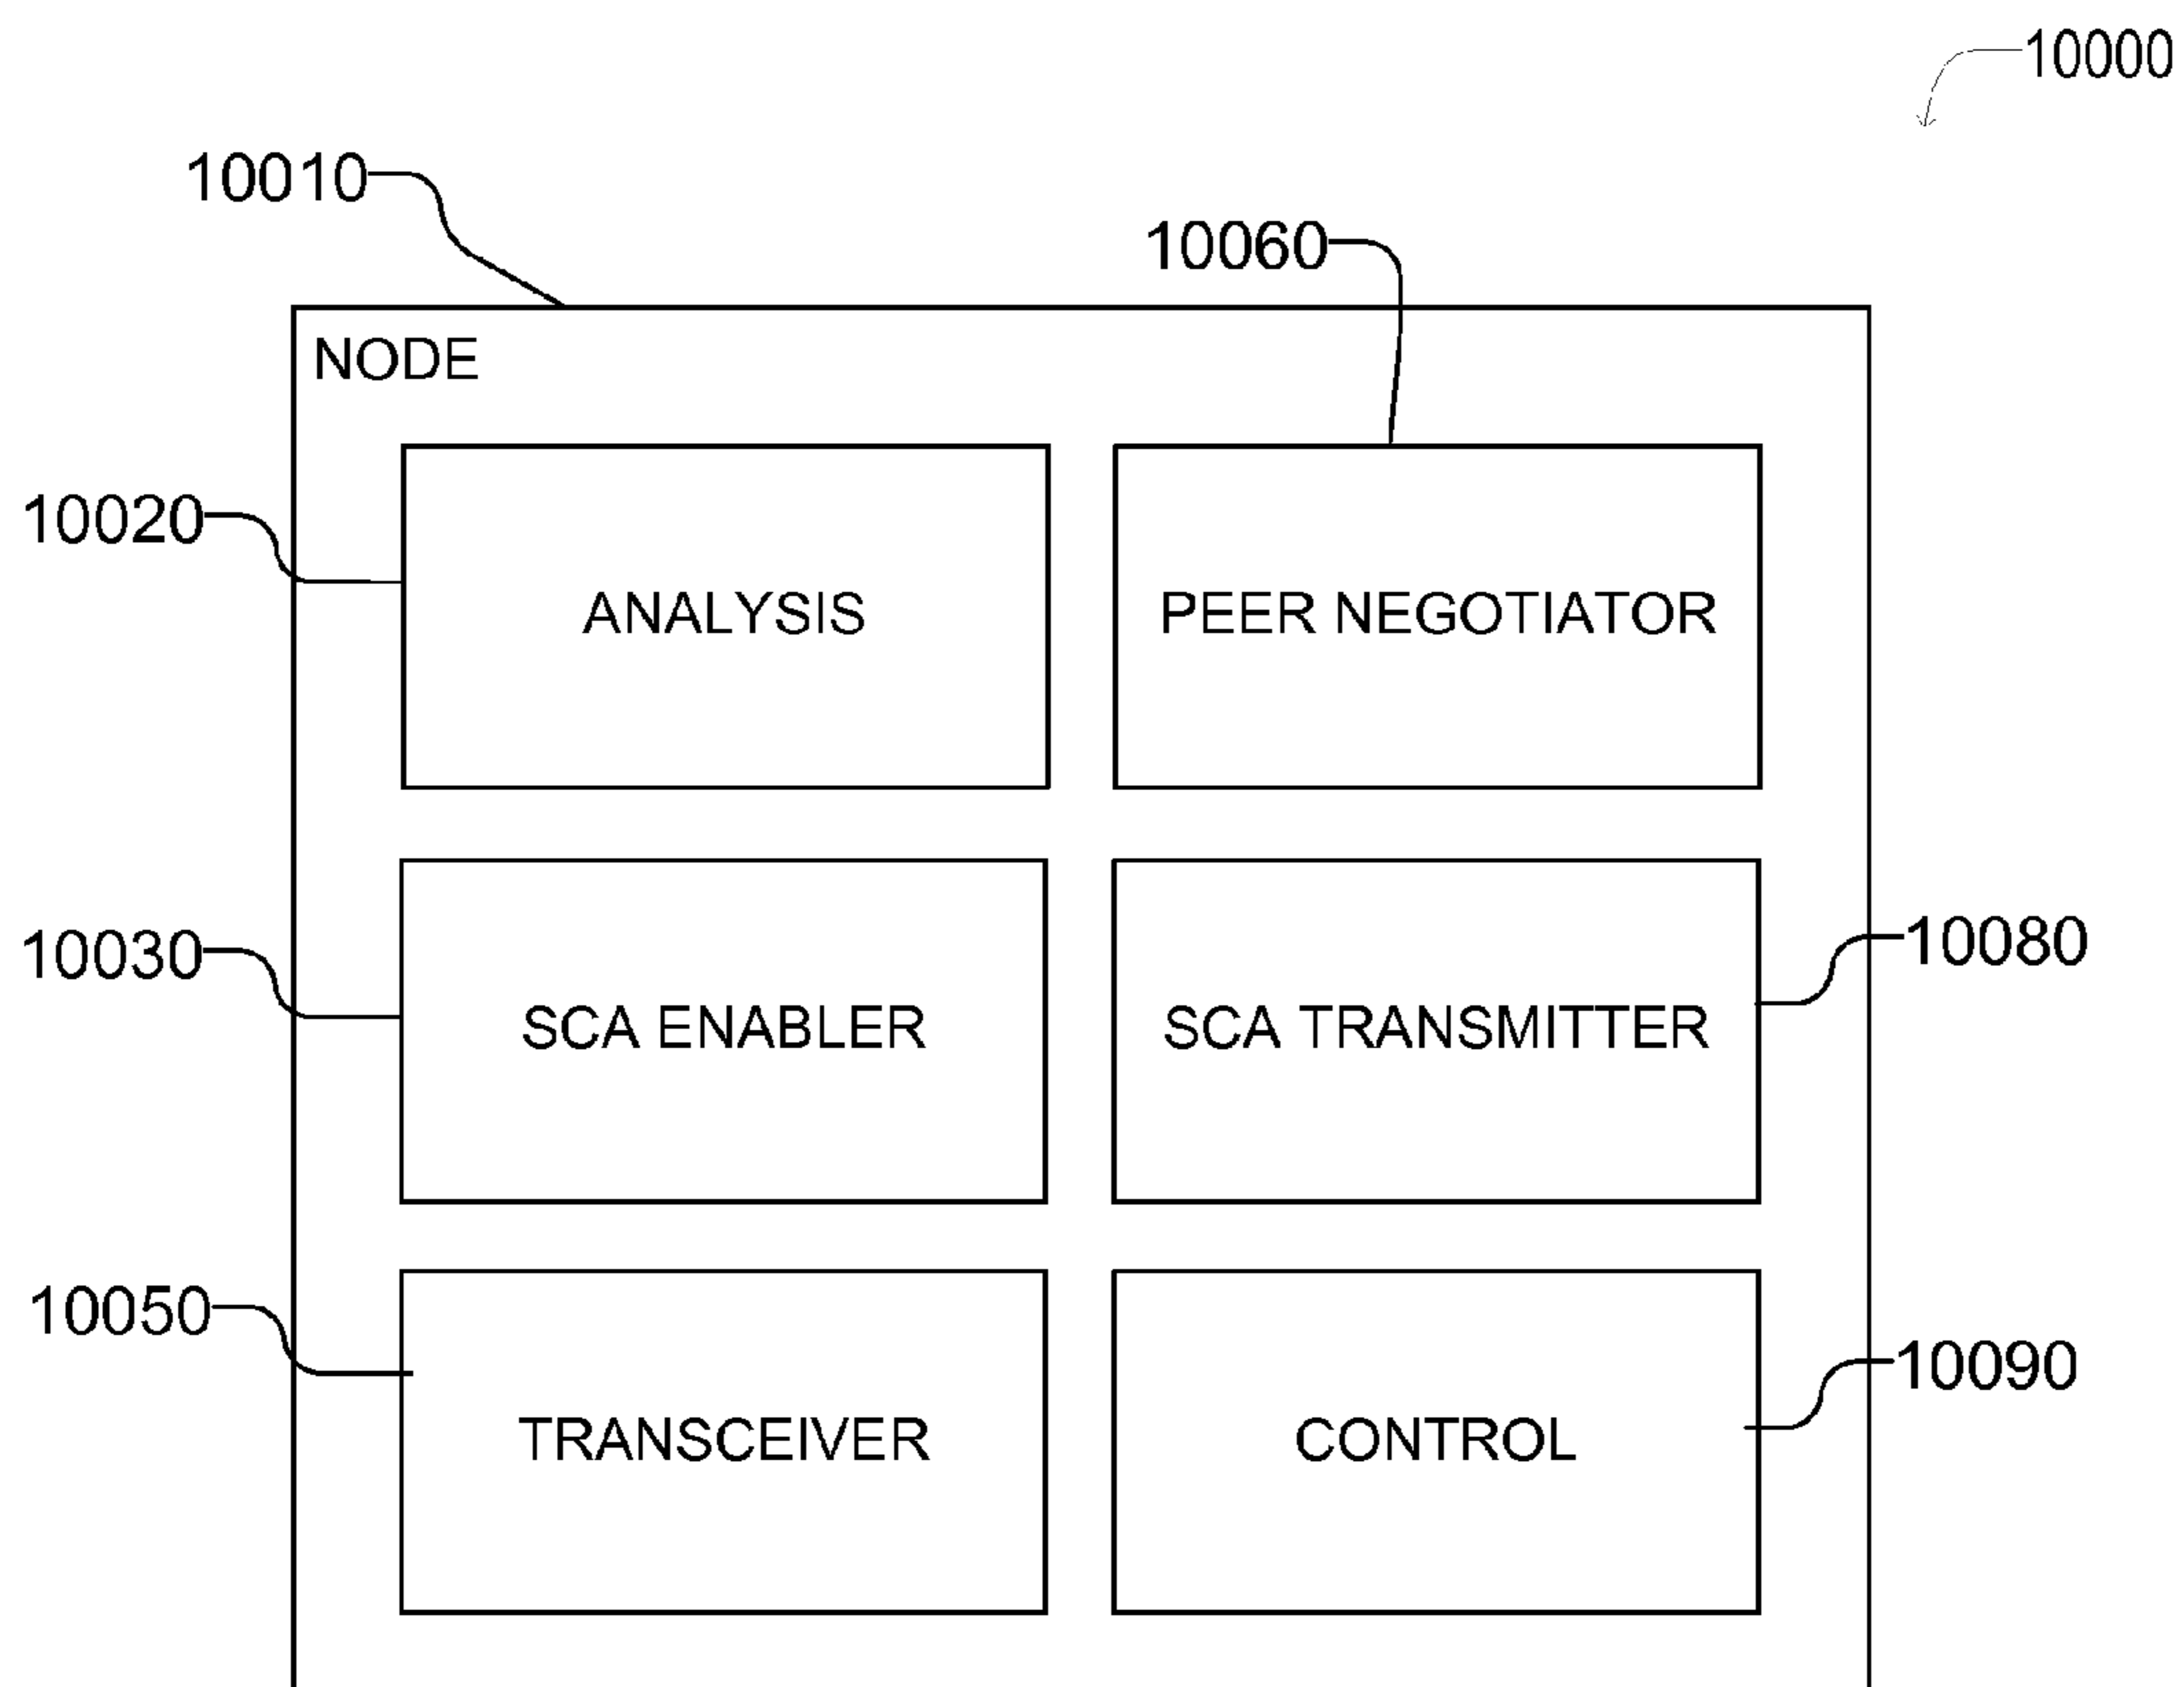 10000
10010
10060
NODE
10020
ANALYSIS
PEER NEGOTIATOR
10030
SCA ENABLER
SCA TRANSMITTER
10080
10050
TRANSCEIVER
CONTROL
10090